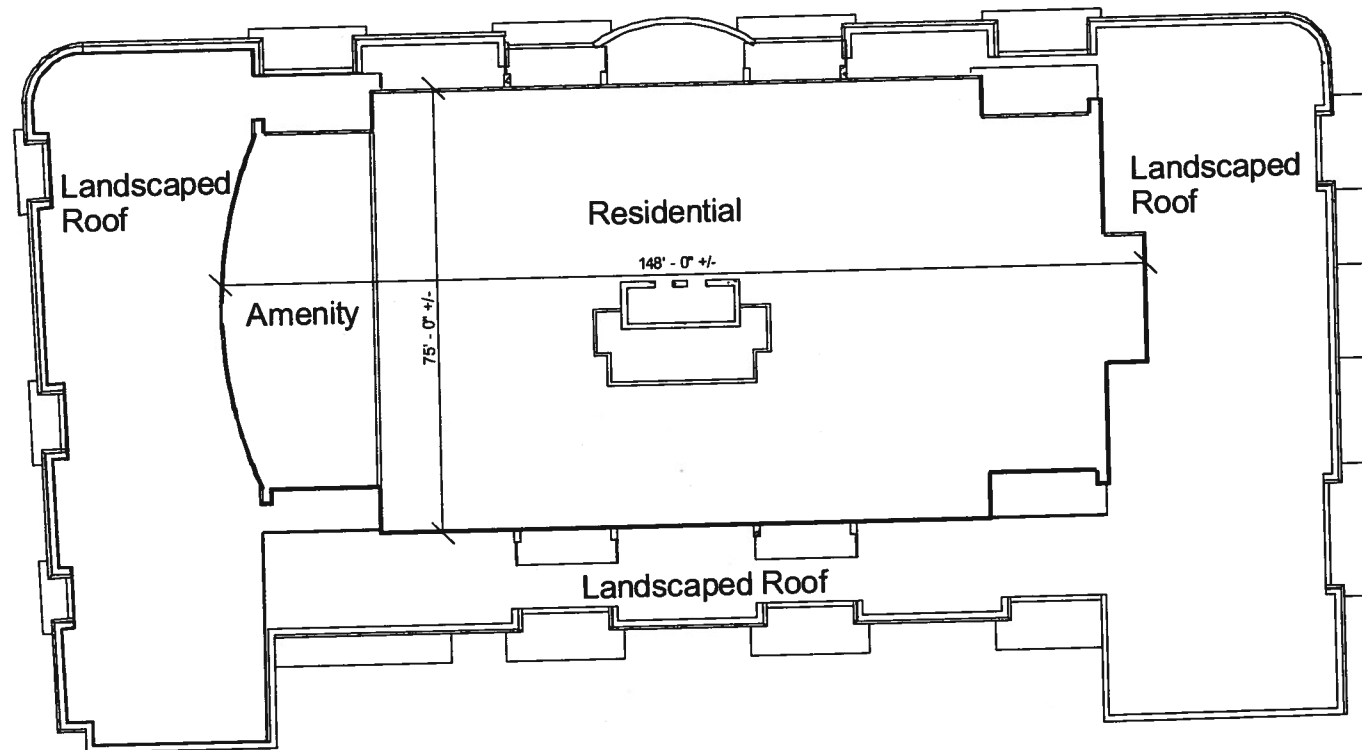 Landscaped
Roof
Landscaped
Roof
Residential
148' - 0" +/-
Amenity
75' - 0" +/-
Landscaped Roof